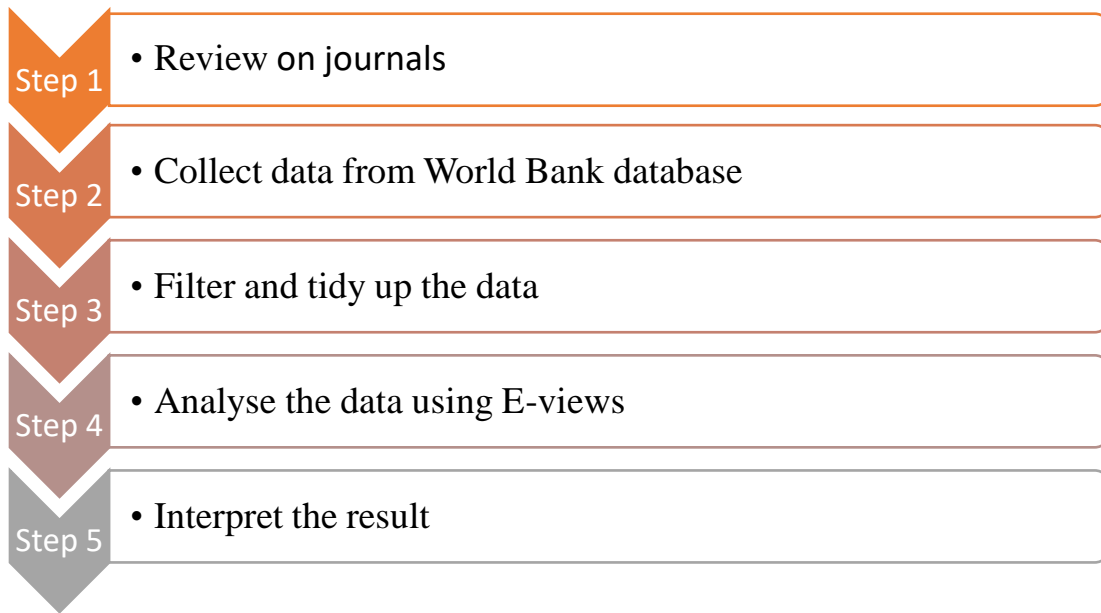 Step 1
• Review on journals
Step 2
• Collect data from World Bank database
Step 3
• Filter and tidy up the data
Step 4
• Analyse the data using E-views
Step 5
• Interpret the result